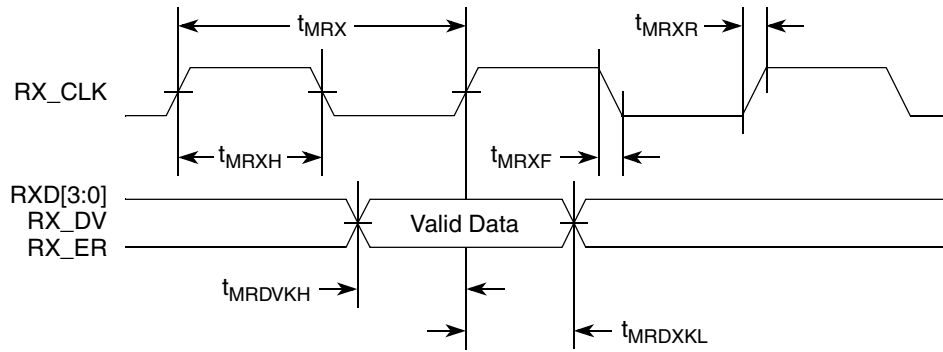 tMRX
tMRXR
RX_CLK
tMRXH
tMRXF
RXD[3:0]
RX_DV
Valid Data
RX_ER
tMRDVKH
tMRDXKL